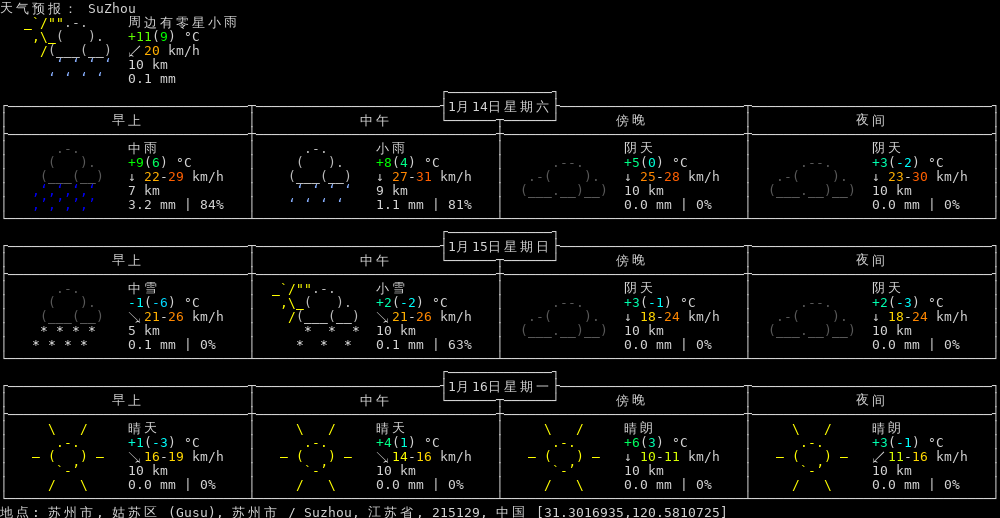 天气预报： SuZhou
周边有零星小雨
+11(9) °C
↙ 20 km/h
10 km
0.1 mm
1月14日星期六
早上 中午 傍晚 夜间
中雨 小雨 阴天 阴天
+9(6) °C +8(4) °C +5(0) °C +3(-2) °C
↓ 22-29 km/h ↓ 27-31 km/h ↓ 25-28 km/h ↓ 23-30 km/h
7 km 9 km 10 km 10 km
3.2 mm | 84% 1.1 mm | 81% 0.0 mm | 0% 0.0 mm | 0%
1月15日星期日
早上 中午 傍晚 夜间
中雪 小雪 阴天 阴天
-1(-6) °C +2(-2) °C +3(-1) °C +2(-3) °C
↘ 21-26 km/h ↘ 21-26 km/h ↓ 18-24 km/h ↓ 18-24 km/h
5 km 10 km 10 km 10 km
0.1 mm | 0% 0.1 mm | 63% 0.0 mm | 0% 0.0 mm | 0%
1月16日星期一
早上 中午 傍晚 夜间
晴天 晴天 晴朗 晴朗
+1(-3) °C +4(1) °C +6(3) °C +3(-1) °C
↘ 16-19 km/h ↘ 14-16 km/h ↓ 10-11 km/h ↙ 11-16 km/h
10 km 10 km 10 km 10 km
0.0 mm | 0% 0.0 mm | 0% 0.0 mm | 0% 0.0 mm | 0%
地点: 苏州市, 姑苏区 (Gusu), 苏州市 / Suzhou, 江苏省, 215129, 中国 [31.3016935,120.5810725]